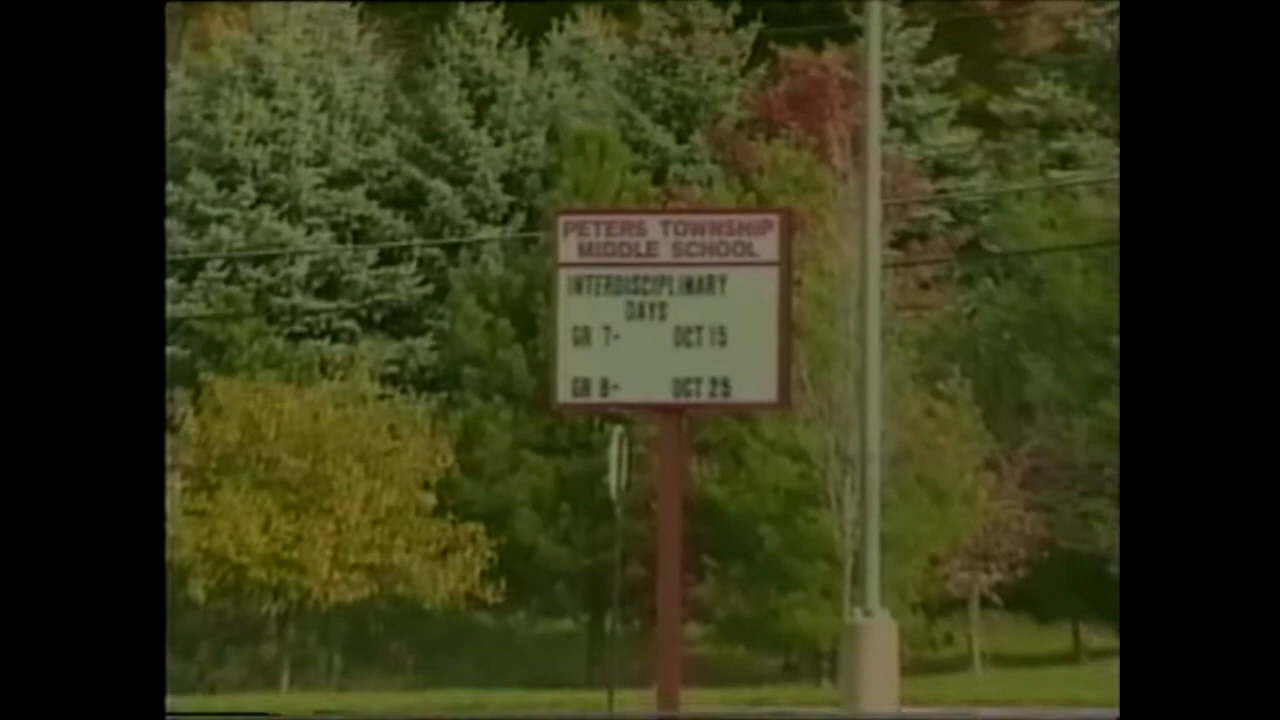 PETERS TOWNSHIP
MIDDLE SCHOOL
INTERDISCIPLINARY
DAYS
GR 7- OCT 15
GR 8- OCT 25